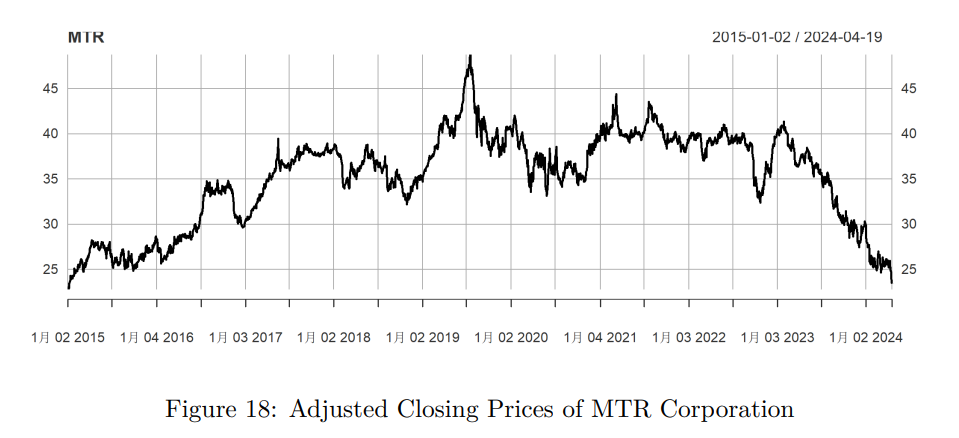 MTR 2015-01-02 / 2024-04-19
45 45
40 40
35 35
30 30
25 25
1月 02 2015 1月 04 2016 1月 03 2017 1月 02 2018 1月 02 2019 1月 02 2020 1月 04 2021 1月 03 2022 1月 03 2023 1月 02 2024
Figure 18: Adjusted Closing Prices of MTR Corporation